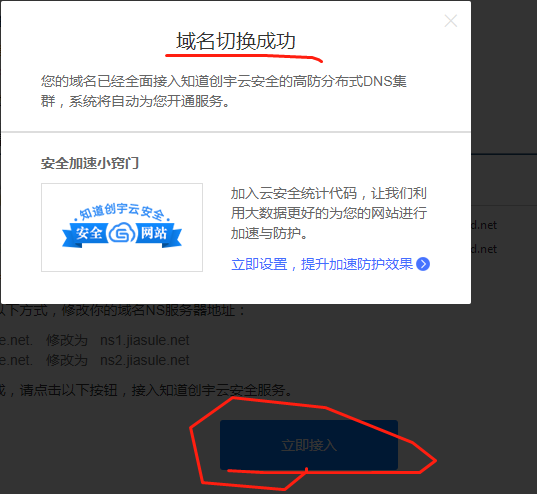 域名切换成功
您的域名已经全面接入知道创宇云安全的高防分布式DNS集
群，系统将自动为您开通服务。
安全加速小窍门
知道创宇云安全
安全 网站
加入云安全统计代码，让我们利
用大数据更好的为您的网站进行
加速与防护。
立即设置，提升加速防护效果
d.net
d.net
以下方式，修改你的域名NS服务器地址：
le.net. 修改为 ns1.jiasule.net
le.net. 修改为 ns2.jiasule.net
成，请点击以下按钮，接入知道创宇云安全服务。
立即接入